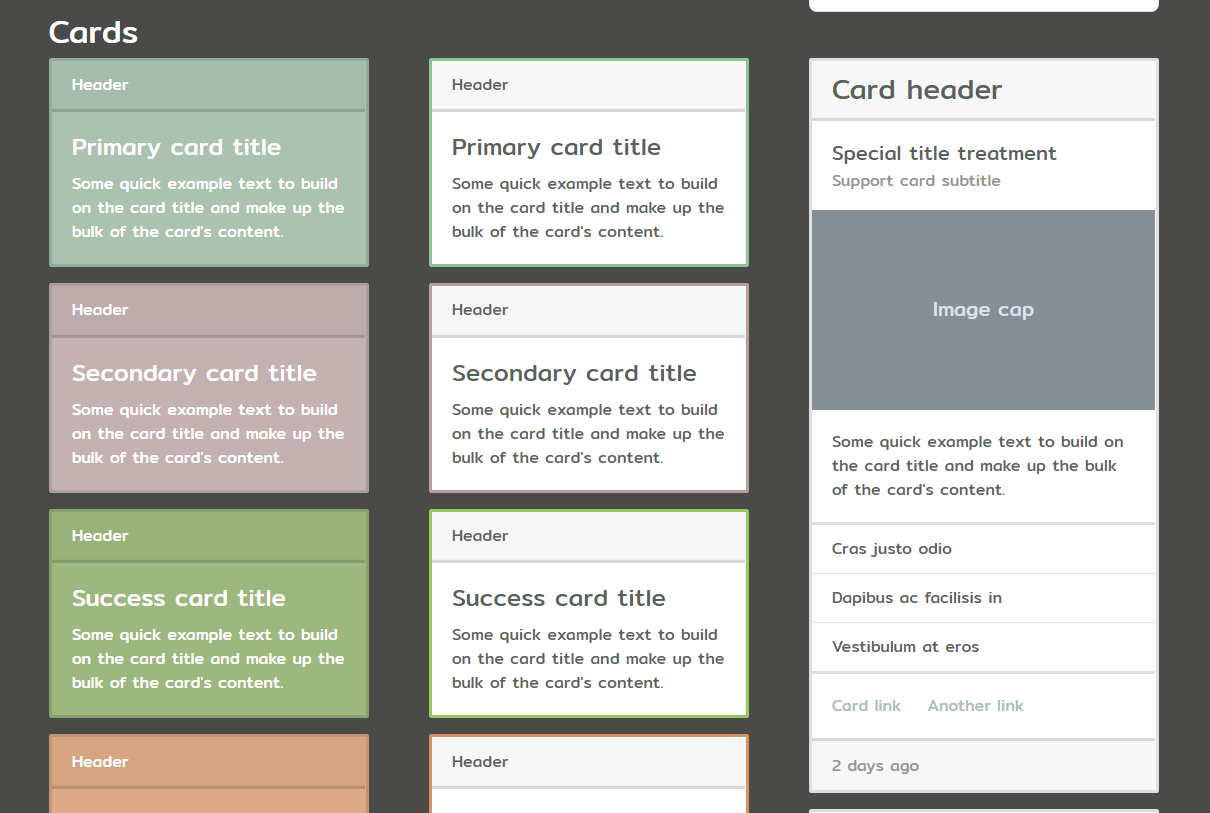 Cards
Header
Primary card title
Some quick example text to build
on the card title and make up the
bulk of the card's content.
Header
Secondary card title
Some quick example text to build
on the card title and make up the
bulk of the card's content.
Header
Success card title
Some quick example text to build
on the card title and make up the
bulk of the card's content.
Header
Header
Primary card title
Some quick example text to build
on the card title and make up the
bulk of the card's content.
Header
Secondary card title
Some quick example text to build
on the card title and make up the
bulk of the card's content.
Header
Success card title
Some quick example text to build
on the card title and make up the
bulk of the card's content.
Header
Card header
Special title treatment
Support card subtitle
Image cap
Some quick example text to build on
the card title and make up the bulk
of the card's content.
Cras justo odio
Dapibus ac facilisis in
Vestibulum at eros
Card link Another link
2 days ago